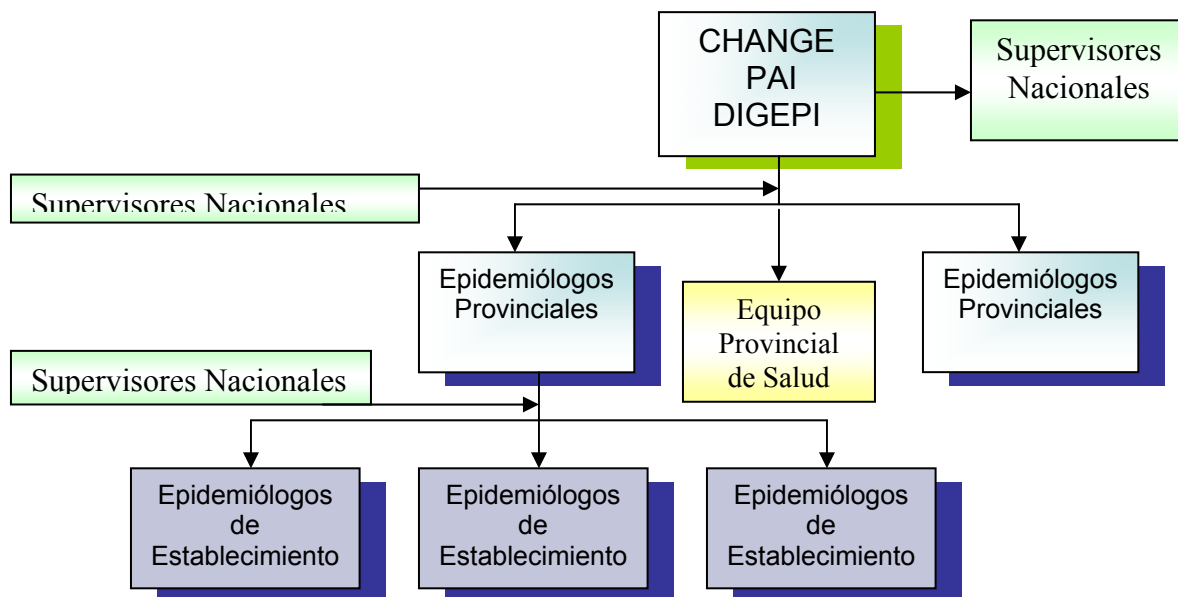 CHANGE
PAI
DIGEPI
Supervisores
Nacionales
Supervisores Nacionales
Epidemiólogos
Provinciales
Equipo
Provincial
de Salud
Epidemiólogos
Provinciales
Supervisores Nacionales
Epidemiólogos
de
Establecimiento
Epidemiólogos
de
Establecimiento
Epidemiólogos
de
Establecimiento